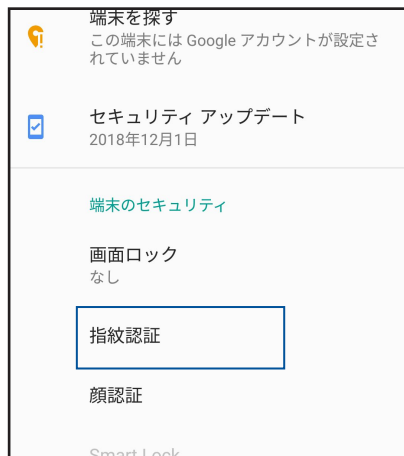 端末を探す
この端末には Google アカウントが設定さ
れていません
セキュリティ アップデート
2018年12月1日
端末のセキュリティ
画面ロック
なし
指紋認証
顔認証
Smart Lock